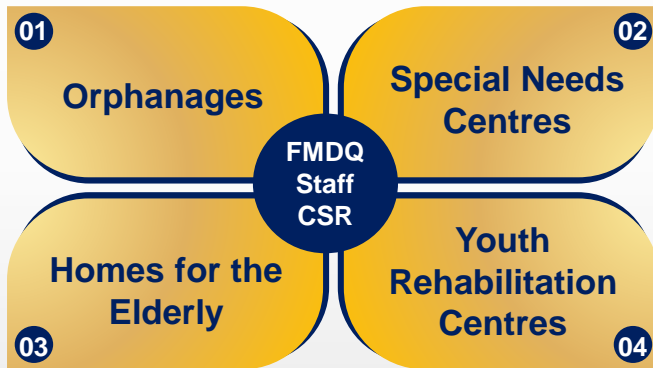 01
Orphanages
02
Special Needs
Centres
FMDQ
Staff
CSR
03
Homes for the
Elderly
04
Youth
Rehabilitation
Centres